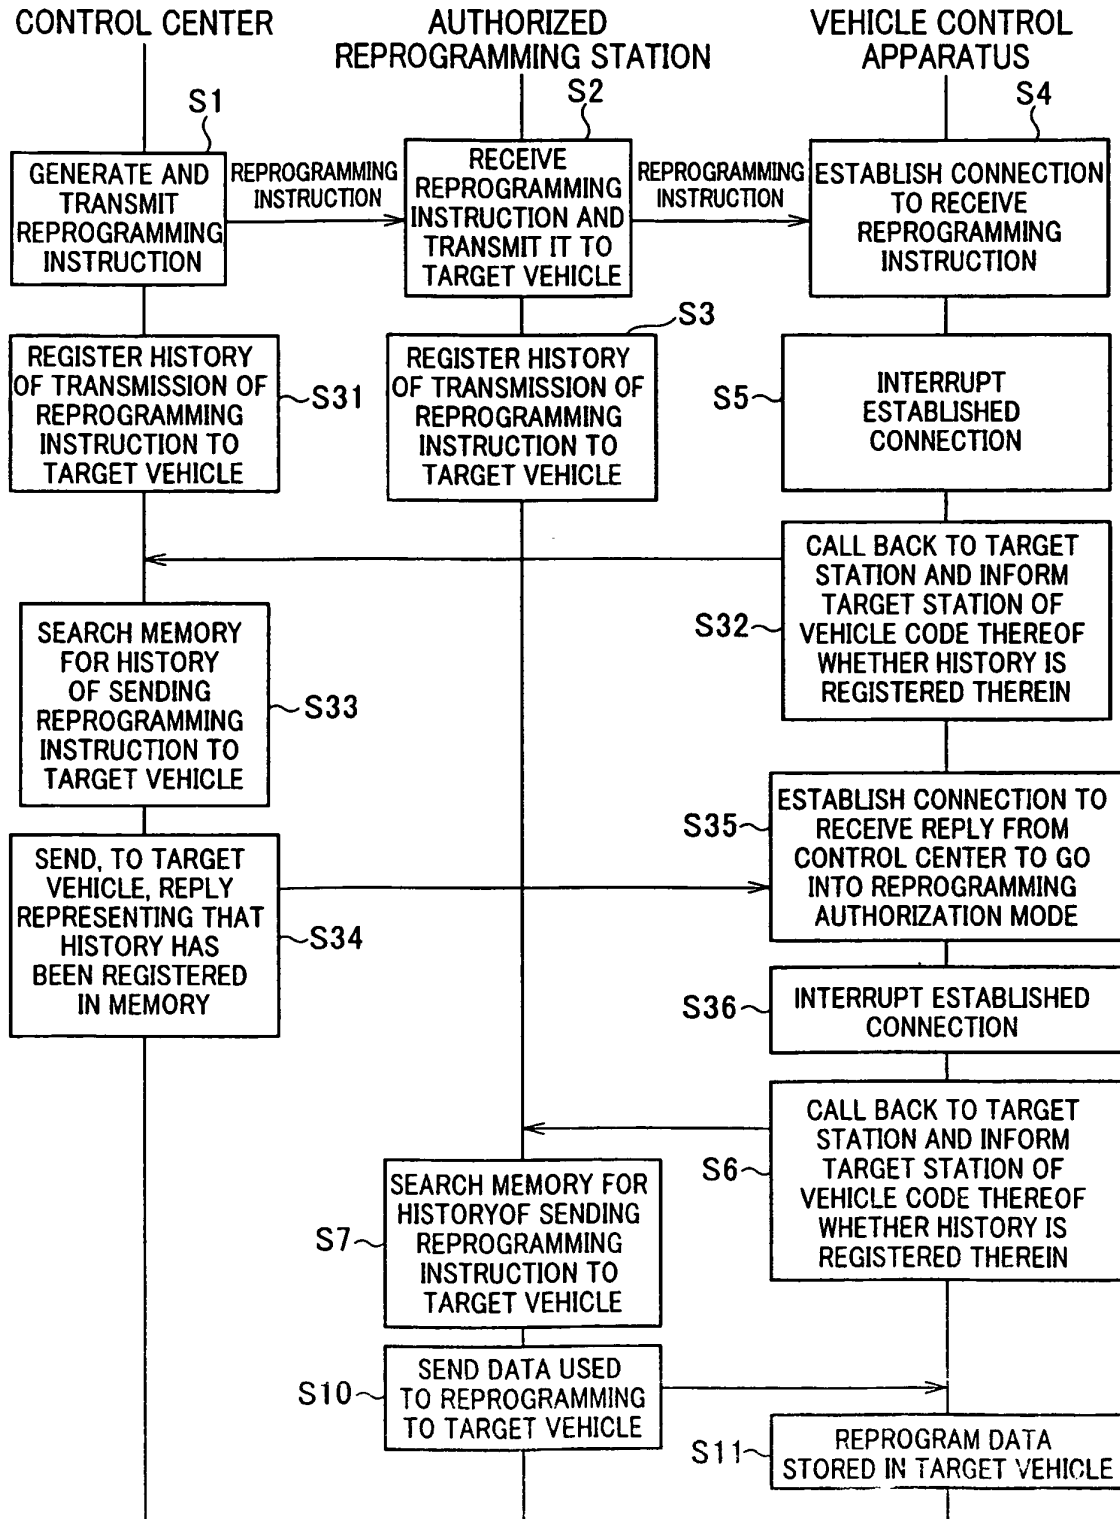 CONTROL CENTER
AUTHORIZED
REPROGRAMMING STATION
VEHICLE CONTROL
APPARATUS
S1
S2
S4
GENERATE AND
TRANSMIT
REPROGRAMMING
INSTRUCTION
REPROGRAMMING
INSTRUCTION
RECEIVE
REPROGRAMMING
INSTRUCTION AND
TRANSMIT IT TO
TARGET VEHICLE
REPROGRAMMING
INSTRUCTION
ESTABLISH CONNECTION
TO RECEIVE
REPROGRAMMING
INSTRUCTION
REGISTER HISTORY
OF TRANSMISSION OF
REPROGRAMMING
INSTRUCTION TO
TARGET VEHICLE
S31
S3
REGISTER HISTORY
OF TRANSMISSION OF
REPROGRAMMING
INSTRUCTION TO
TARGET VEHICLE
S5
INTERRUPT
ESTABLISHED
CONNECTION
S32
CALL BACK TO TARGET
STATION AND INFORM
TARGET STATION OF
VEHICLE CODE THEREOF
WHETHER HISTORY IS
REGISTERED THEREIN
SEARCH MEMORY
FOR HISTORY
OF SENDING
REPROGRAMMING
INSTRUCTION TO
TARGET VEHICLE
S33
S35
ESTABLISH CONNECTION TO
RECEIVE REPLY FROM
CONTROL CENTER TO GO
INTO REPROGRAMMING
AUTHORIZATION MODE
SEND, TO TARGET
VEHICLE, REPLY
REPRESENTING THAT
HISTORY HAS
BEEN REGISTERED
IN MEMORY
S34
S36
INTERRUPT ESTABLISHED
CONNECTION
S6
CALL BACK TO TARGET
STATION AND INFORM
TARGET STATION OF
VEHICLE CODE THEREOF
WHETHER HISTORY IS
REGISTERED THEREIN
S7
SEARCH MEMORY FOR
HISTORYOF SENDING
REPROGRAMMING
INSTRUCTION TO
TARGET VEHICLE
S10
SEND DATA USED
TO REPROGRAMMING
TO TARGET VEHICLE
S11
REPROGRAM DATA
STORED IN TARGET VEHICLE